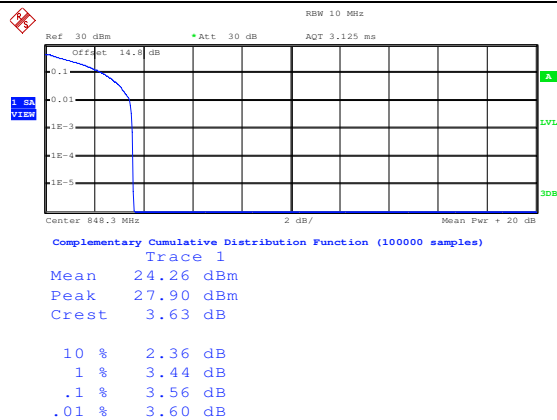 RBW 10 MHz
Ref 30 dBm *Att 30 dB AQT 3.125 ms
Offset 14.8 dB
0.1
A
1 SA
VIEW
0.01
1E-3
LVL
1E-4
1E-5
3DB
Center 848.3 MHz 2 dB/ Mean Pwr + 20 dB
Complementary Cumulative Distribution Function (100000 samples)
Trace 1
Mean 24.26 dBm
Peak 27.90 dBm
Crest 3.63 dB
10 % 2.36 dB
1 % 3.44 dB
.1 % 3.56 dB
.01 % 3.60 dB